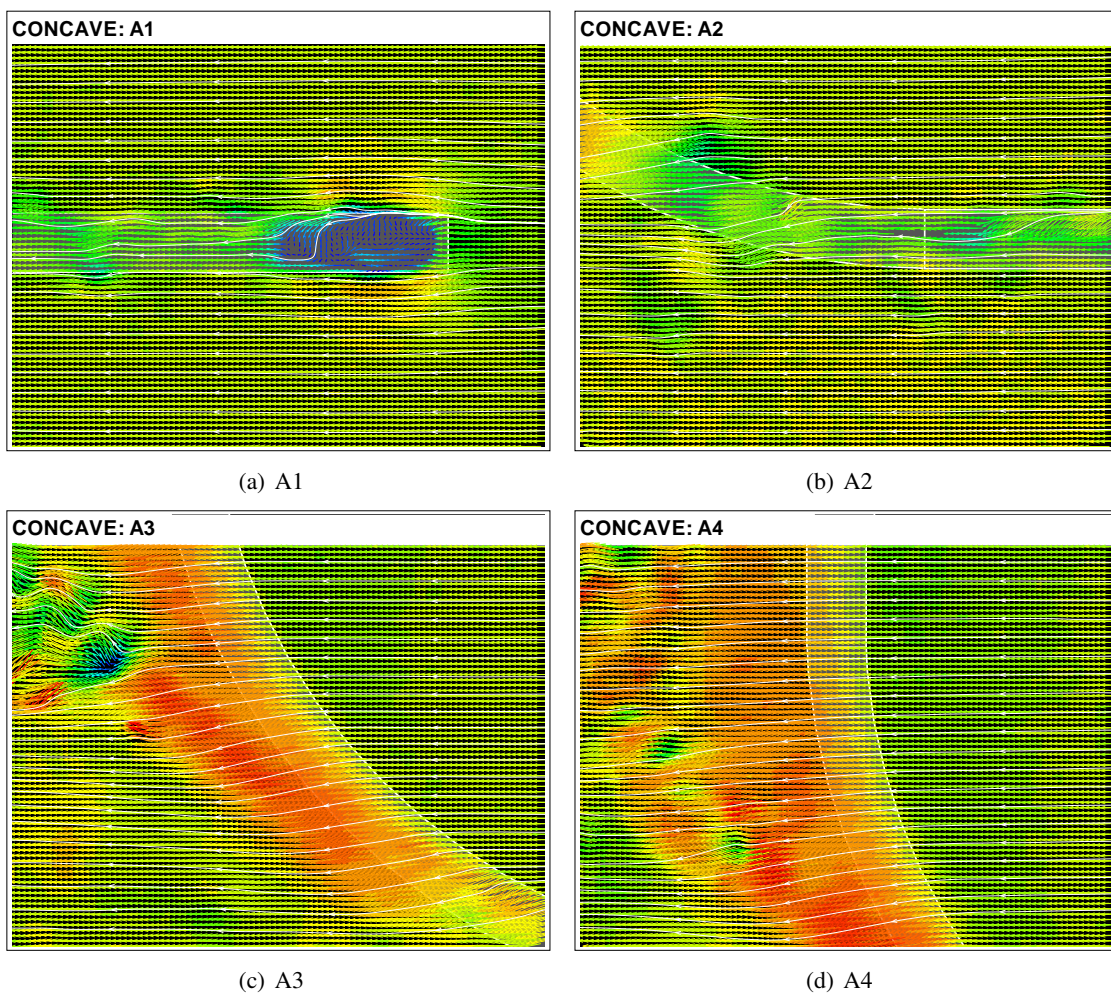 CONCAVE: A1
CONCAVE: A2
(a) A1
(b) A2
CONCAVE: A3
CONCAVE: A4
(c) A3
(d) A4